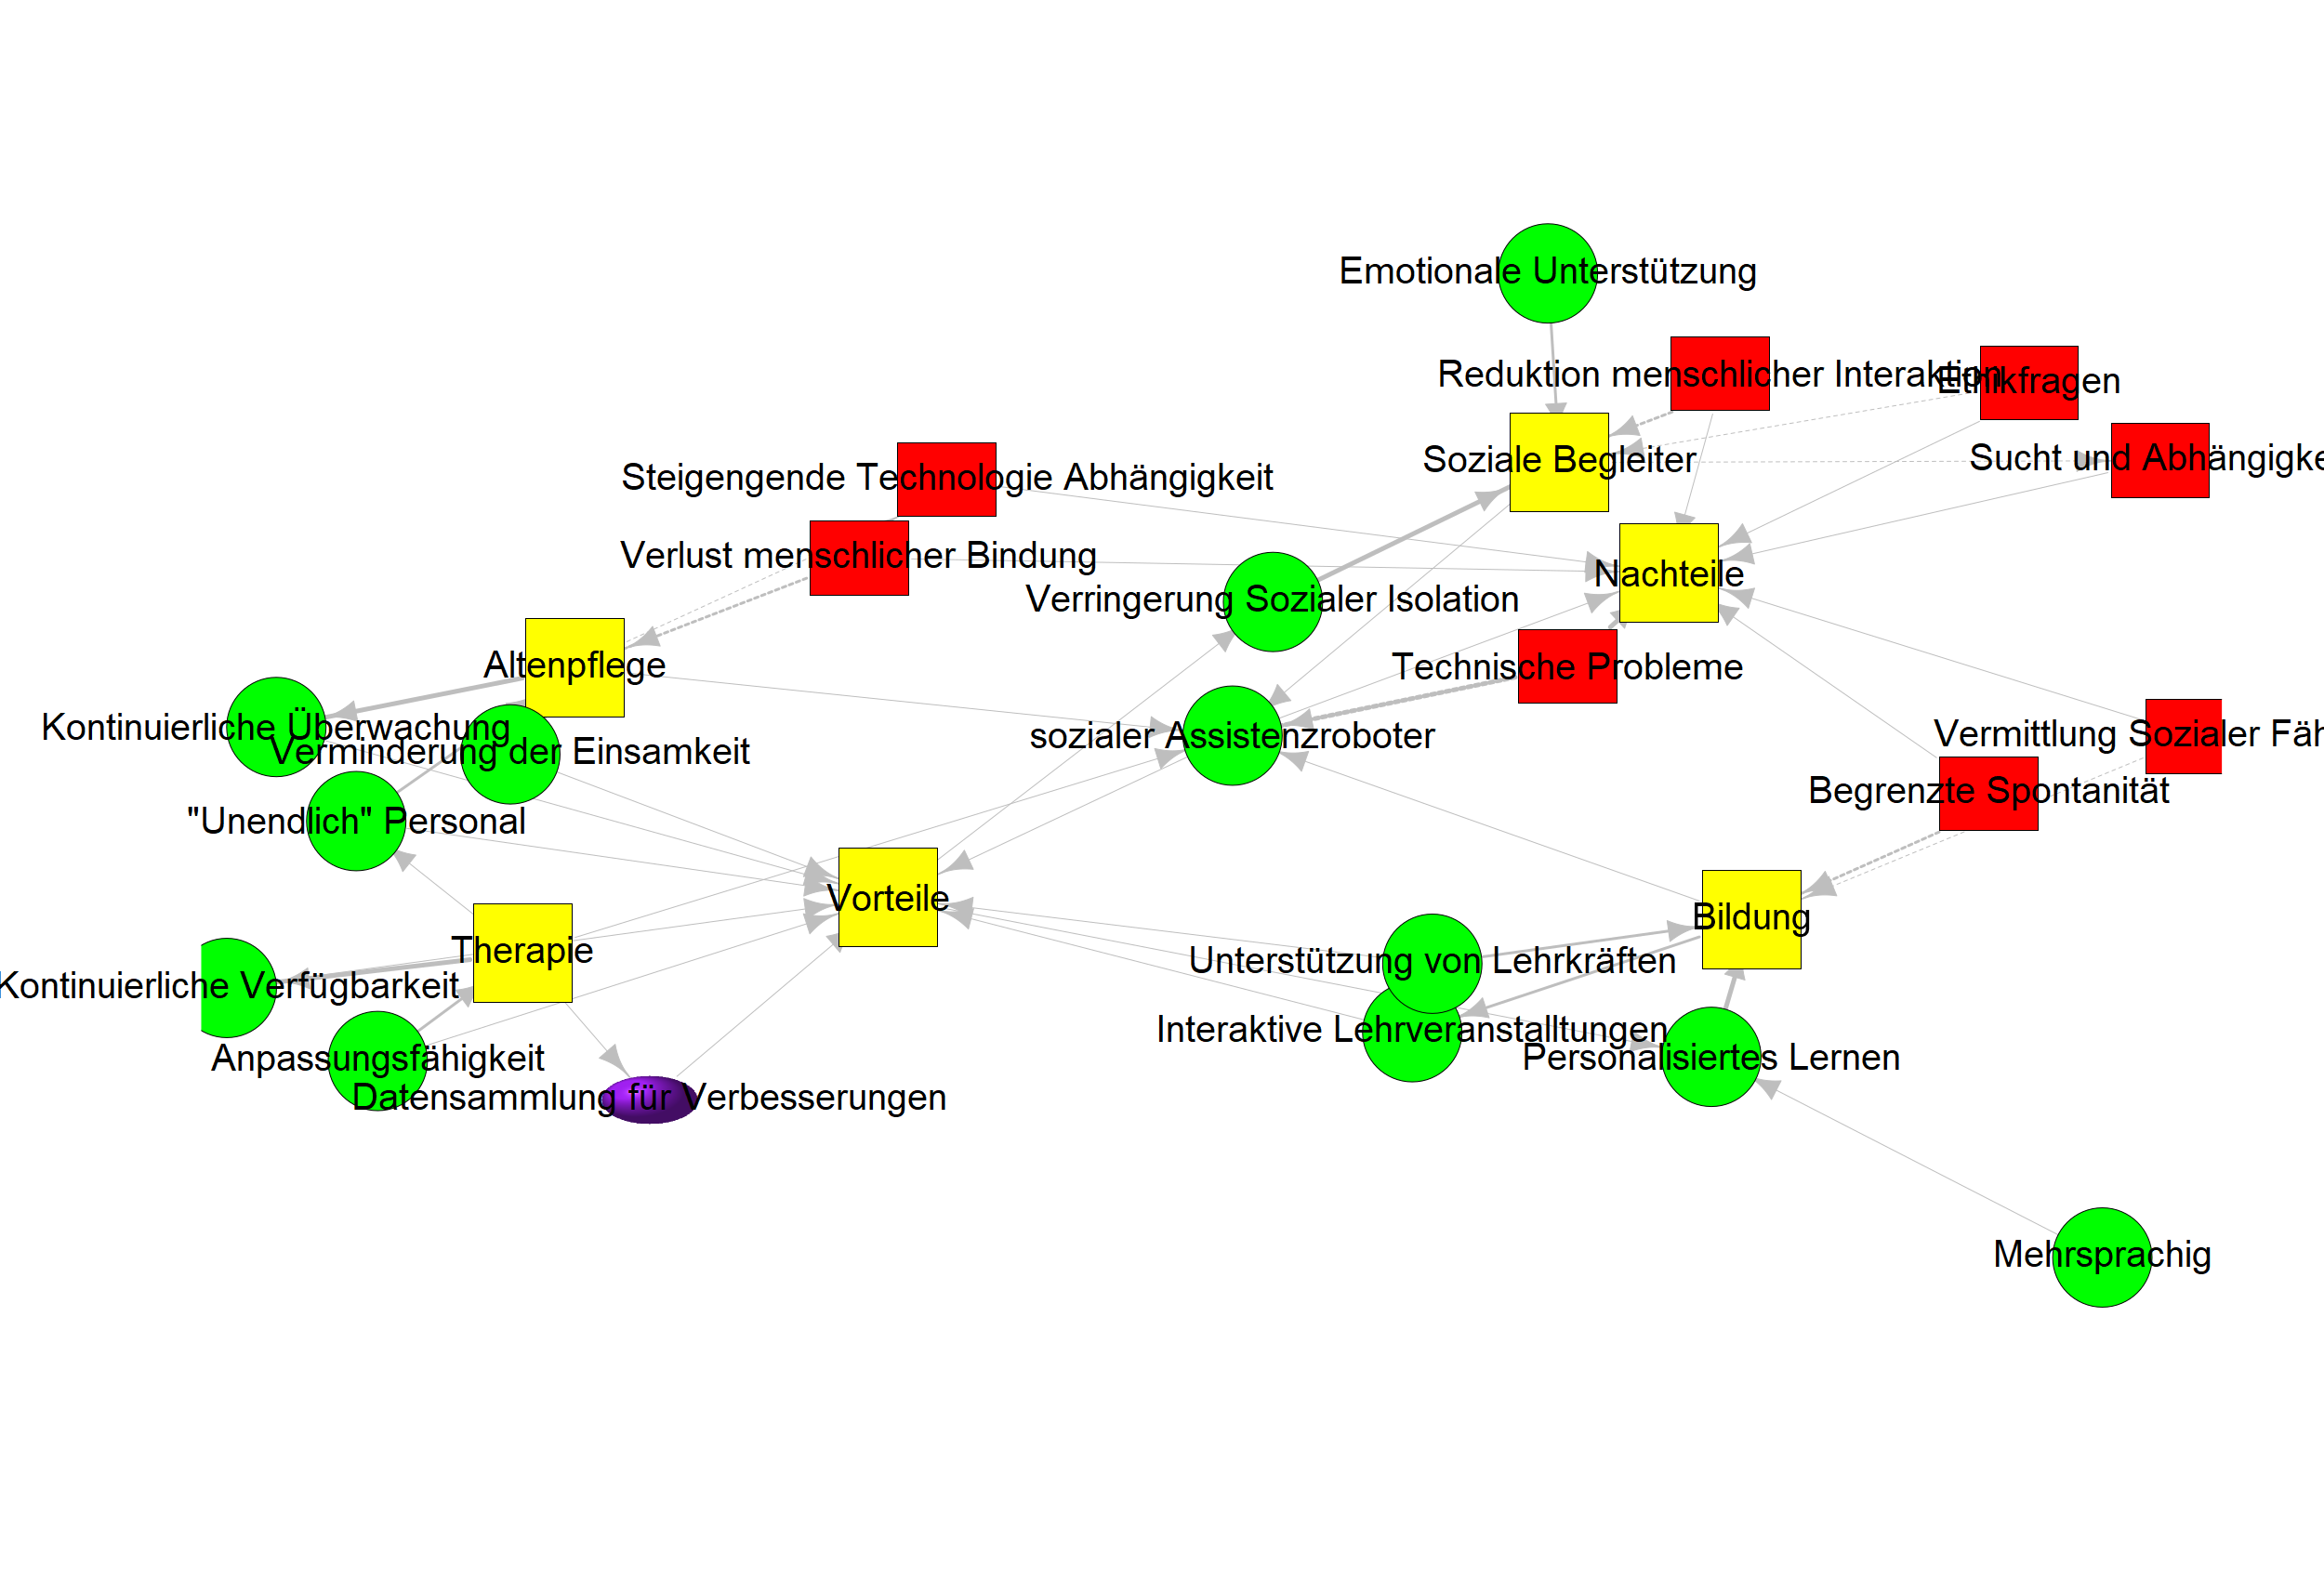 Emotionale Unterstützung
Reduktion menschlicher Interaktion
Ethikfragen
Soziale Begleiter
Sucht und Abhängigke
Steigengende Technologie Abhängigkeit
Verlust menschlicher Bindung
Nachteile
Verringerung Sozialer Isolation
Altenpflege
Technische Probleme
Kontinuierliche Überwachung
sozialer Assistenzroboter
Vermittlung Sozialer Fäh
Verminderung der Einsamkeit
Begrenzte Spontanität
"Unendlich" Personal
Vorteile
Bildung
Therapie
Unterstützung von Lehrkräften
Kontinuierliche Verfügbarkeit
Interaktive Lehrveranstalltungen
Anpassungsfähigkeit
Personalisiertes Lernen
Datensammlung für Verbesserungen
Mehrsprachig